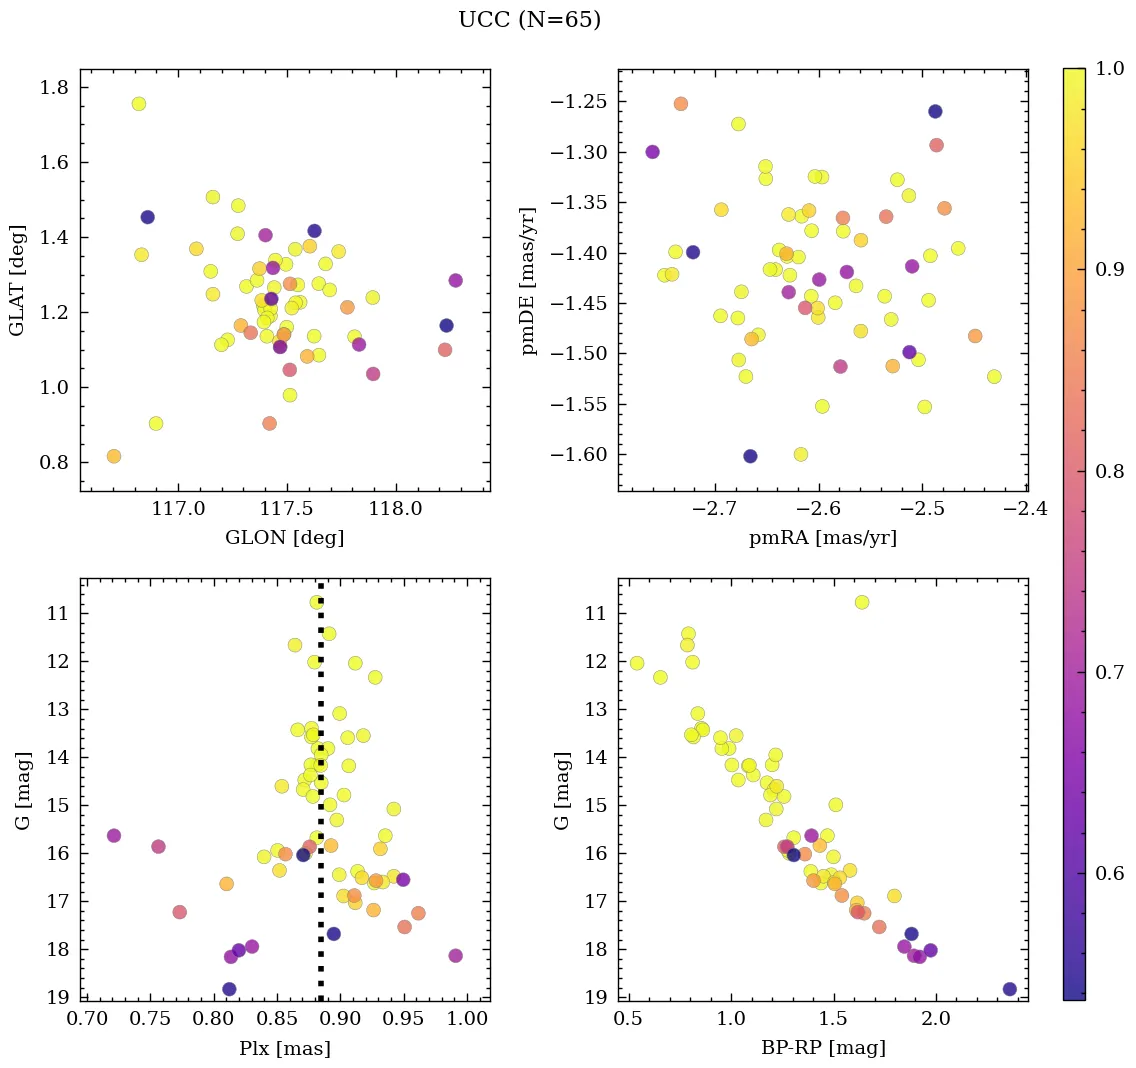 UCC (N=65)
1.8
1.6
1.4
1.2
1.0
0.8
GLAT [deg]
117.0 117.5 118.0
GLON [deg]
−1.25
−1.30
−1.35
−1.40
−1.45
−1.50
−1.55
−1.60
pmDE [mas/yr]
−2.7 −2.6 −2.5 −2.4
pmRA [mas/yr]
11
12
13
14
15
16
17
18
19
G [mag]
0.70 0.75 0.80 0.85 0.90 0.95 1.00
Plx [mas]
11
12
13
14
15
16
17
18
19
G [mag]
0.5 1.0 1.5 2.0
BP-RP [mag]
1.0
0.9
0.8
0.7
0.6